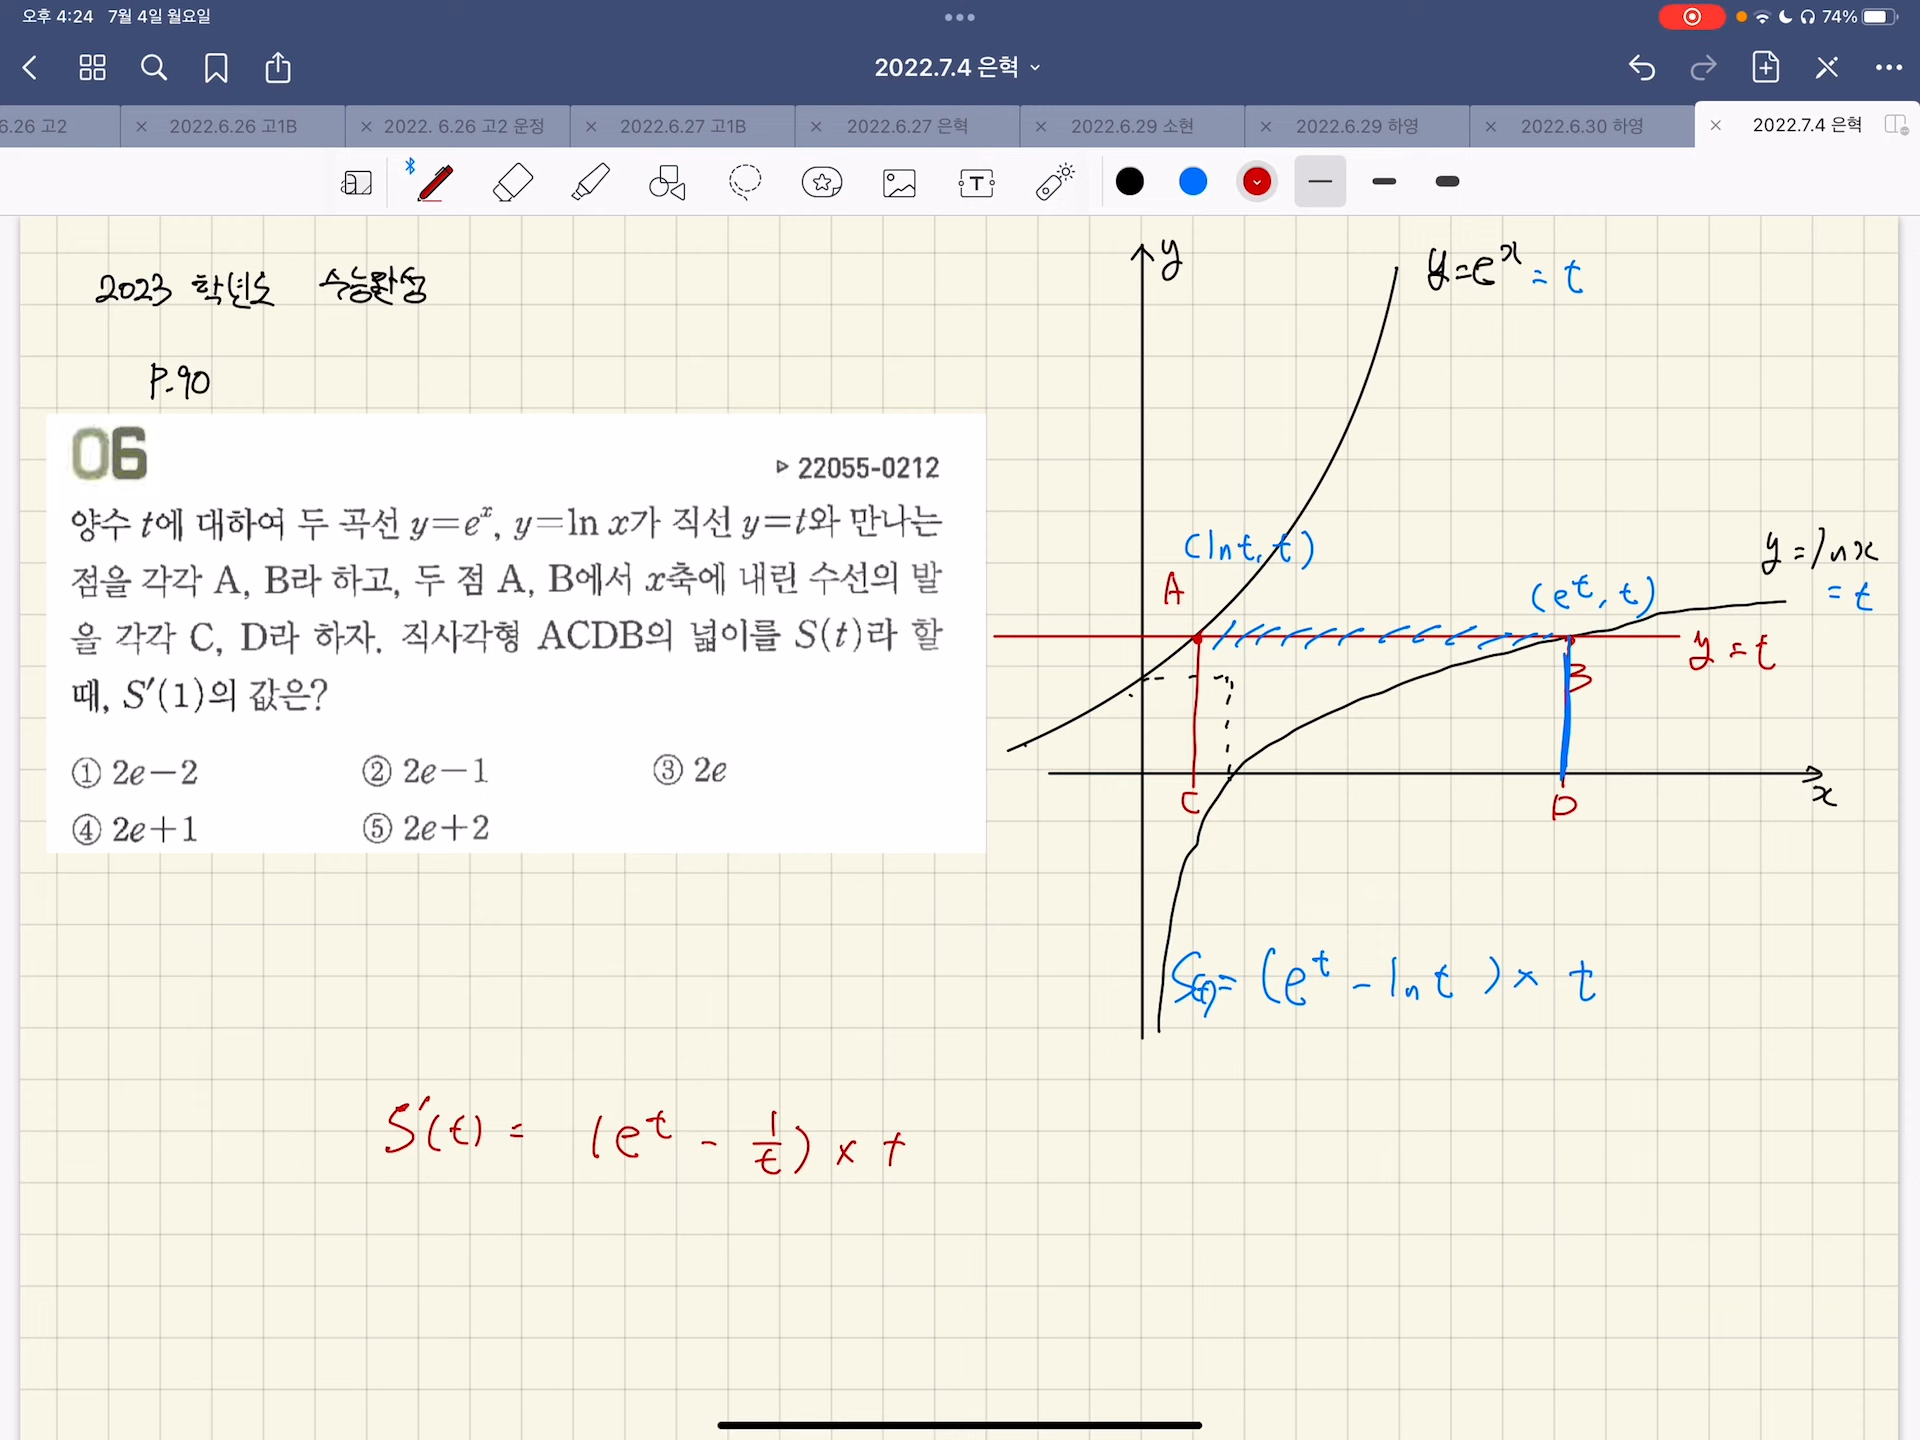 오후 4:24 7월 4일 월요일
74%
2022.7.4 은혁
6.26 고2
2022.6.26 고1B
2022. 6.26 고2 운정
2022.6.27 고1B
2022.6.27 은혁
2022.6.29 소현
2022.6.29 하영
2022.6.30 하영
2022.7.4 은혁
2023 학년도 수능완성
P.90
06
▷ 22055-0212
양수 t에 대하여 두 곡선 y=eˣ, y=ln x가 직선 y=t와 만나는
점을 각각 A, B라 하고, 두 점 A, B에서 x축에 내린 수선의 발
을 각각 C, D라 하자. 직사각형 ACDB의 넓이를 S(t)라 할
때, S′(1)의 값은?
① 2e−2 ② 2e−1 ③ 2e
④ 2e+1 ⑤ 2e+2
y
y=eˣ = t
(ln t, t)
A
y = ln x
= t
(eᵗ, t)
y = t
B
C
D
x
S(t)= (eᵗ − ln t ) × t
S′(t) = (eᵗ − 1/t) × t